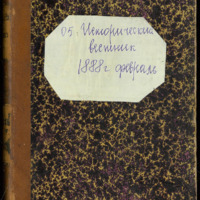 05. Исторический
вестник
1888 г. февраль